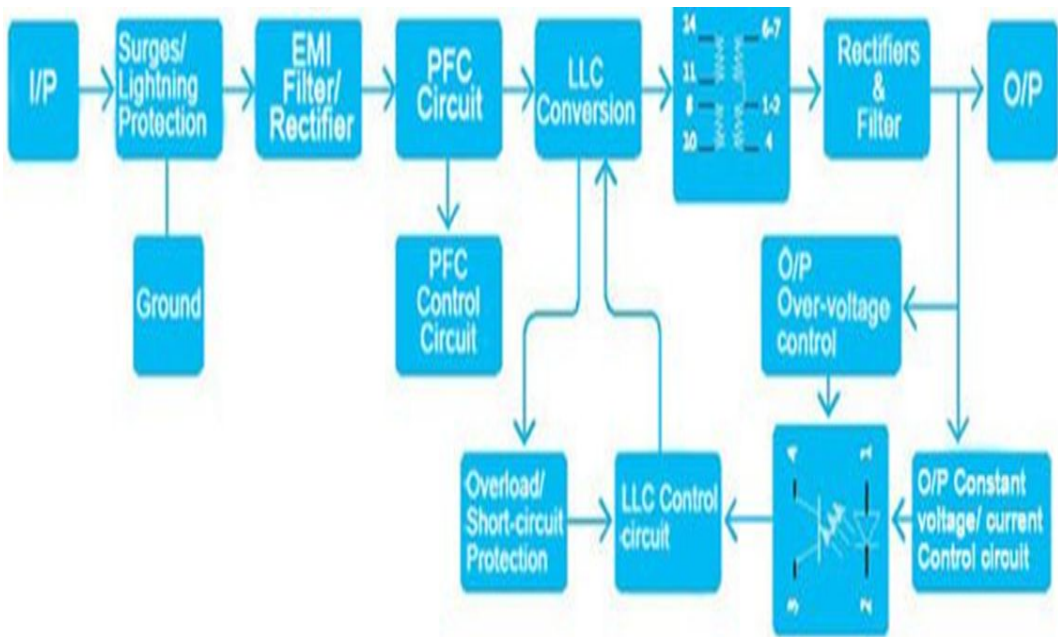 I/P
Surges/
Lightning
Protection
EMI
Filter/
Rectifier
PFC
Circuit
LLC
Conversion
14
6-7
11
8
1-2
10
4
Rectifiers
&
Filter
O/P
Ground
PFC
Control
Circuit
O/P
Over-voltage
control
Overload/
Short-circuit
Protection
LLC Control
circuit
4
1
3
2
O/P Constant
voltage/ current
Control circuit